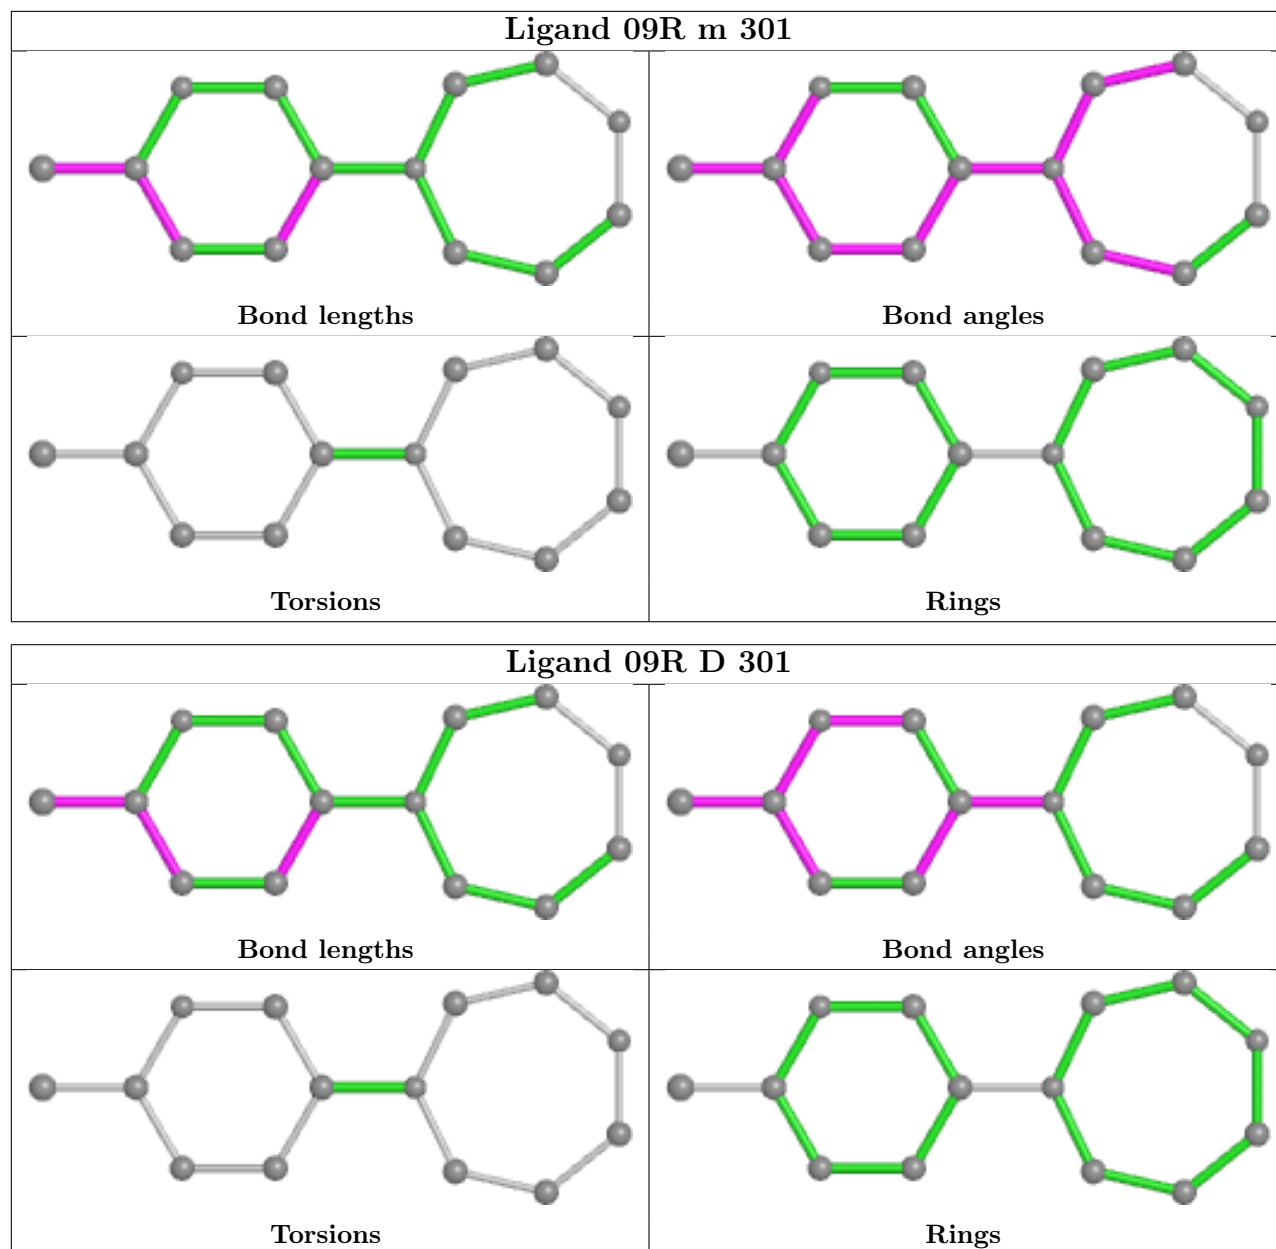 Ligand 09R m 301
Bond lengths
Bond angles
Torsions
Rings
Ligand 09R D 301
Bond lengths
Bond angles
Torsions
Rings